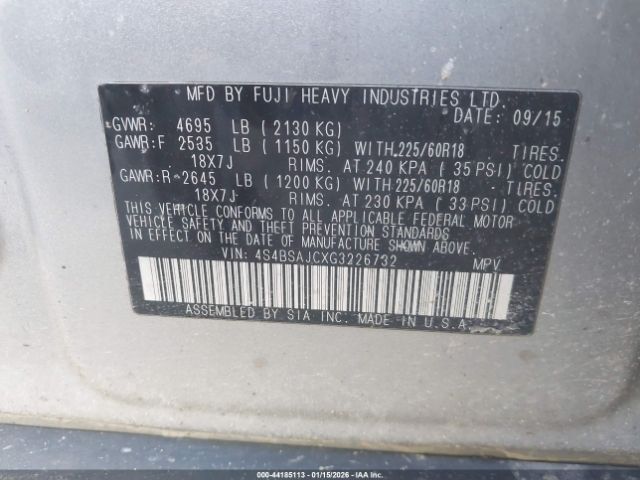 MFD BY FUJI HEAVY INDUSTRIES LTD.
DATE: 09/15
GVWR: 4695 LB (2130 KG)
GAWR:F 2535 LB (1150 KG) WITH 225/60R18 TIRES.
18X7J RIMS. AT 240 KPA (35 PSI) COLD
GAWR:R 2645 LB (1200 KG) WITH 225/60R18 TIRES.
18X7J RIMS. AT 230 KPA (33 PSI) COLD
THIS VEHICLE CONFORMS TO ALL APPLICABLE FEDERAL MOTOR
VEHICLE SAFETY AND THEFT PREVENTION STANDARDS
IN EFFECT ON THE DATE OF MANUFACTURE SHOWN ABOVE.
VIN: 4S4BSAJCXG3226732 MPV
ASSEMBLED BY SIA INC. MADE IN U.S.A.
000-44185113 - 01/15/2026 - IAAI.COM